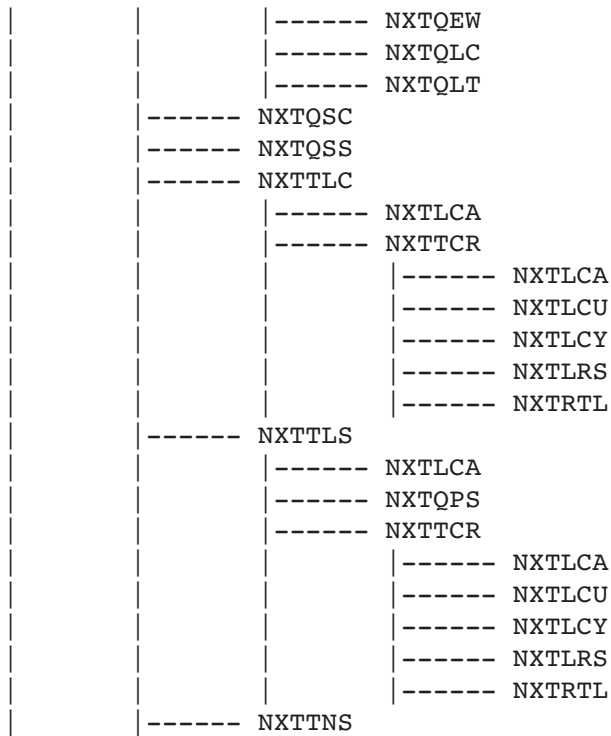 |       |       |------ NXTQEW
|       |       |------ NXTQLC
|       |       |------ NXTQLT
|       |------ NXTQSC
|       |------ NXTQSS
|       |------ NXTTLC
|       |       |------ NXTLCA
|       |       |------ NXTTCR
|       |       |       |------ NXTLCA
|       |       |       |------ NXTLCU
|       |       |       |------ NXTLCY
|       |       |       |------ NXTLRS
|       |       |       |------ NXTRTL
|       |------ NXTTLS
|       |       |------ NXTLCA
|       |       |------ NXTQPS
|       |       |------ NXTTCR
|       |       |       |------ NXTLCA
|       |       |       |------ NXTLCU
|       |       |       |------ NXTLCY
|       |       |       |------ NXTLRS
|       |       |       |------ NXTRTL
|       |------ NXTTNS